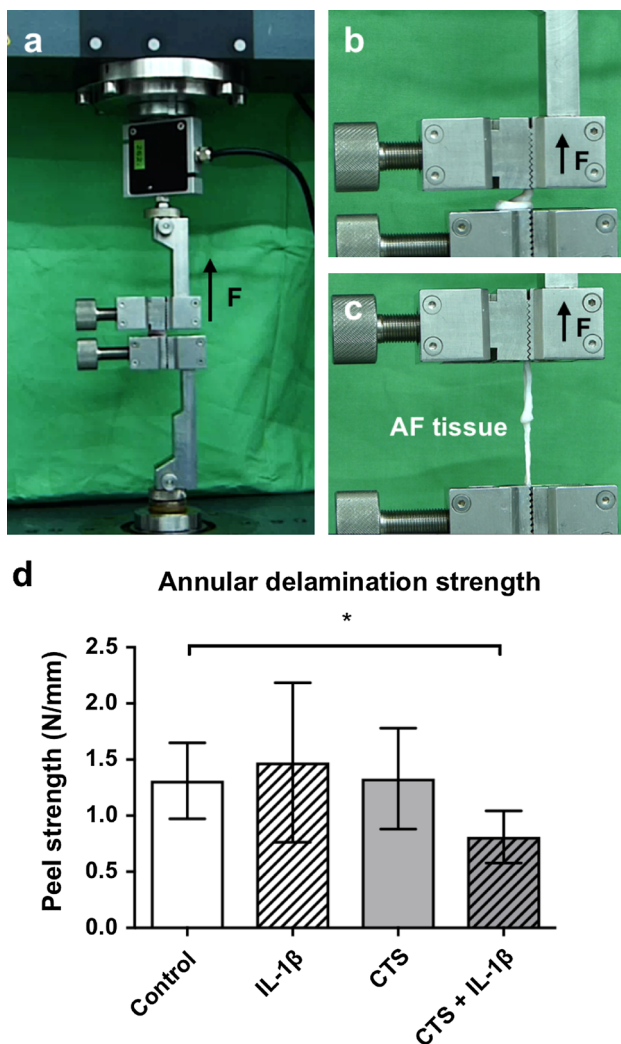 a
F
b
F
c
F
AF tissue
d
Annular delamination strength
*
Peel strength (N/mm)
2.5
2.0
1.5
1.0
0.5
0.0
Control
IL-1β
CTS
CTS + IL-1β